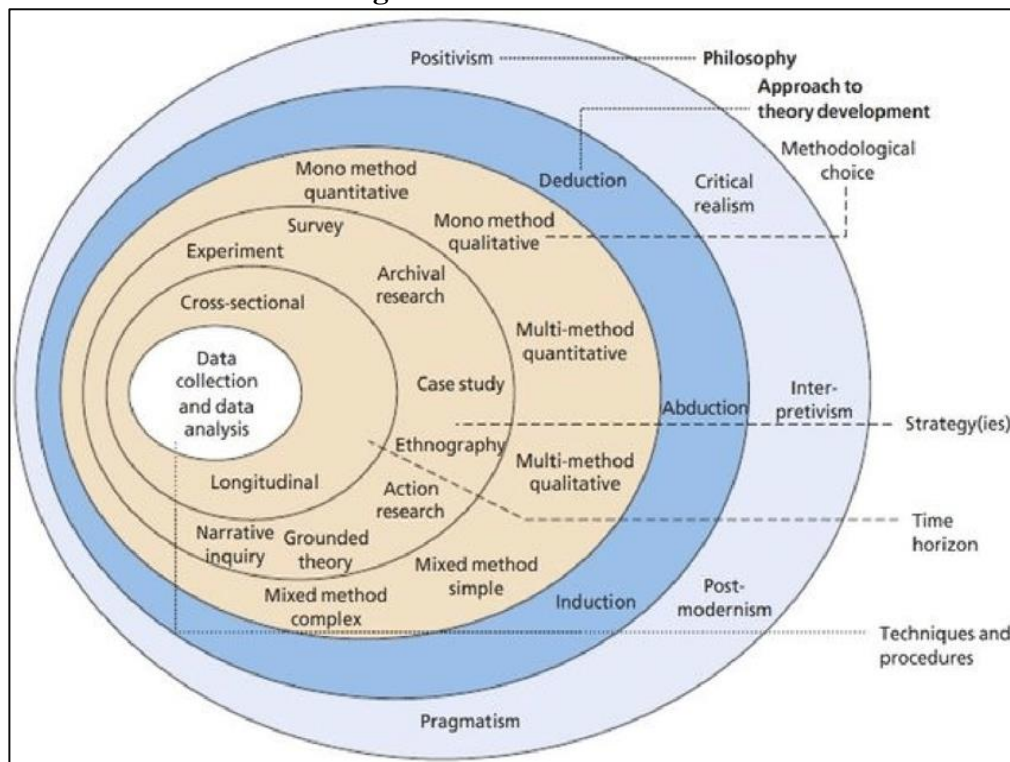 Positivism
Philosophy
Approach to
theory development
Methodological
choice
Deduction
Critical
realism
Mono method
quantitative
Mono method
qualitative
Survey
Experiment
Archival
research
Cross-sectional
Multi-method
quantitative
Data
collection
and data
analysis
Case study
Abduction
Inter-
pretivism
Strategy(ies)
Ethnography
Multi-method
qualitative
Longitudinal
Action
research
Time
horizon
Narrative
inquiry
Grounded
theory
Mixed method
simple
Mixed method
complex
Induction
Post-
modernism
Techniques and
procedures
Pragmatism